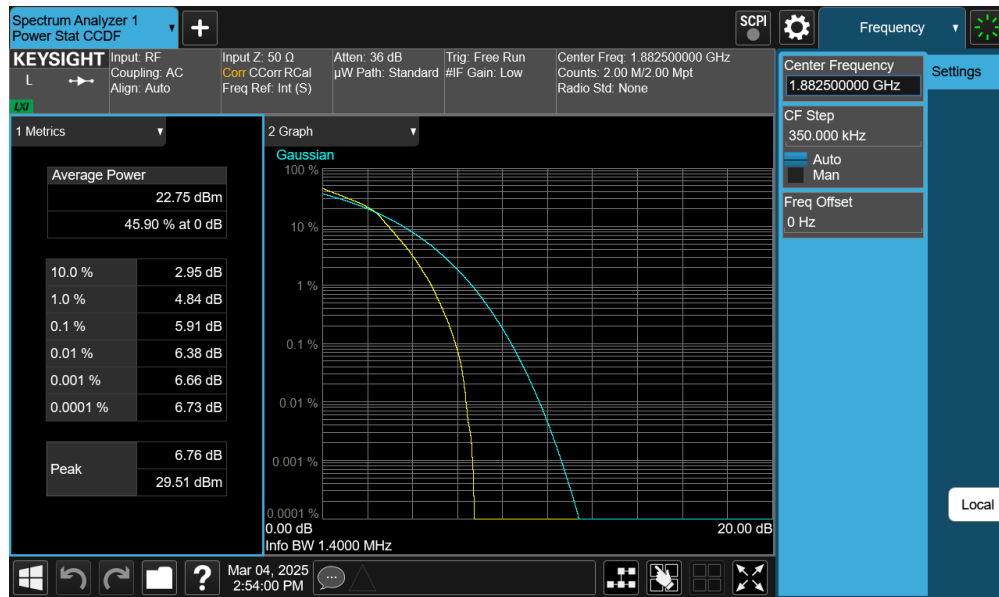 Spectrum Analyzer 1
Power Stat CCDF
+
SCPI
Frequency
KEYSIGHT
L
LXI
Input: RF
Coupling: AC
Align: Auto
Input Z: 50 Ω
Corr CCorr RCal
Freq Ref: Int (S)
Atten: 36 dB
µW Path: Standard
Trig: Free Run
#IF Gain: Low
Center Freq: 1.882500000 GHz
Counts: 2.00 M/2.00 Mpt
Radio Std: None
Center Frequency
1.882500000 GHz
Settings
CF Step
350.000 kHz
Auto
Man
Freq Offset
0 Hz
1 Metrics
Average Power
22.75 dBm
45.90 % at 0 dB
10.0 % 2.95 dB
1.0 % 4.84 dB
0.1 % 5.91 dB
0.01 % 6.38 dB
0.001 % 6.66 dB
0.0001 % 6.73 dB
Peak
6.76 dB
29.51 dBm
2 Graph
Gaussian
100 %
10 %
1 %
0.1 %
0.01 %
0.001 %
0.0001 %
0.00 dB 20.00 dB
Info BW 1.4000 MHz
Local
?
Mar 04, 2025
2:54:00 PM